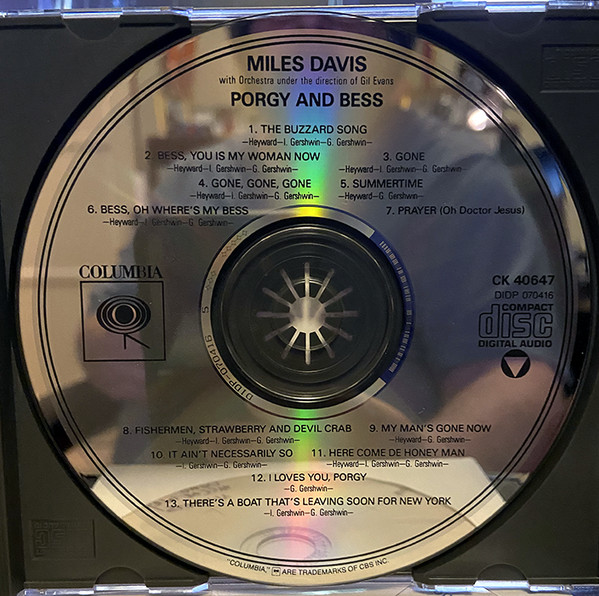 MILES DAVIS
with Orchestra under the direction of Gil Evans
PORGY AND BESS
1. THE BUZZARD SONG
—Heyward—I. Gershwin—G. Gershwin—
2. BESS, YOU IS MY WOMAN NOW 3. GONE
—Heyward—I. Gershwin—G. Gershwin— —Heyward—I. Gershwin—G. Gershwin—
4. GONE, GONE, GONE 5. SUMMERTIME
—Heyward—I. Gershwin—G. Gershwin— —Heyward—G. Gershwin—
6. BESS, OH WHERE'S MY BESS 7. PRAYER (Oh Doctor Jesus)
—Heyward—I. Gershwin—G. Gershwin—
COLUMBIA
CK 40647
DIDP 070416
COMPACT
disc
DIGITAL AUDIO
8. FISHERMEN, STRAWBERRY AND DEVIL CRAB 9. MY MAN'S GONE NOW
—Heyward—I. Gershwin—G. Gershwin— —Heyward—G. Gershwin—
10. IT AIN'T NECESSARILY SO 11. HERE COME DE HONEY MAN
—I. Gershwin—G. Gershwin— —Heyward—I. Gershwin—G. Gershwin—
12. I LOVES YOU, PORGY
—G. Gershwin—
13. THERE'S A BOAT THAT'S LEAVING SOON FOR NEW YORK
—I. Gershwin—G. Gershwin—
"COLUMBIA," ARE TRADEMARKS OF CBS INC.